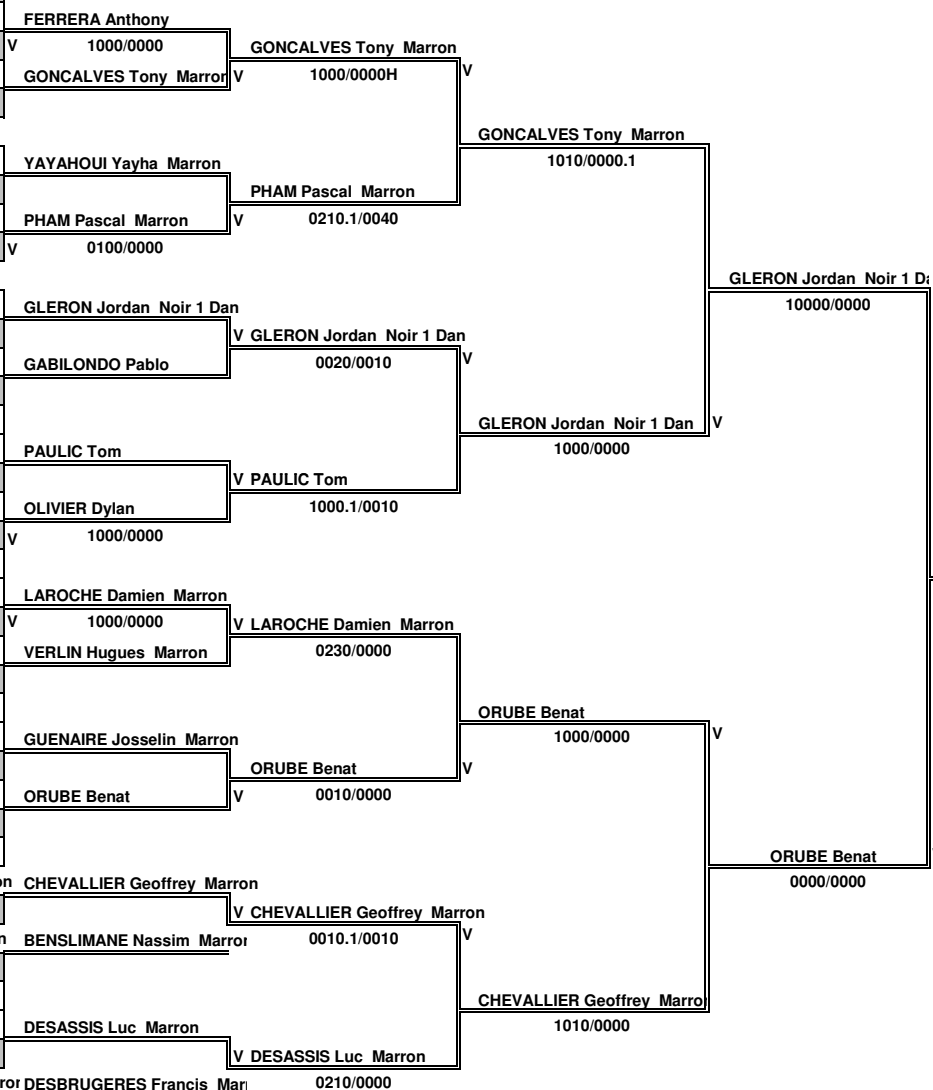 FERRERA Anthony
V 1000/0000
GONCALVES Tony Marron V
GONCALVES Tony Marron
1000/0000H
V
GONCALVES Tony Marron
1010/0000.1
YAYAHOUI Yayha Marron
PHAM Pascal Marron
0210.1/0040
PHAM Pascal Marron V
V 0100/0000
GLERON Jordan Noir 1 Da
10000/0000
GLERON Jordan Noir 1 Dan
V GLERON Jordan Noir 1 Dan
0020/0010
V
GABILONDO Pablo
GLERON Jordan Noir 1 Dan V
1000/0000
PAULIC Tom
V PAULIC Tom
1000.1/0010
OLIVIER Dylan
V 1000/0000
LAROCHE Damien Marron
V 1000/0000
V LAROCHE Damien Marron
0230/0000
VERLIN Hugues Marron
ORUBE Benat
1000/0000
V
GUENAIRE Josselin Marron
ORUBE Benat V
0010/0000
ORUBE Benat V
ORUBE Benat
0000/0000
on CHEVALLIER Geoffrey Marron
V CHEVALLIER Geoffrey Marron
0010.1/0010
V
n BENSLIMANE Nassim Marron
CHEVALLIER Geoffrey Marron
1010/0000
DESASSIS Luc Marron
V DESASSIS Luc Marron
0210/0000
ror DESBRUGERES Francis Mar